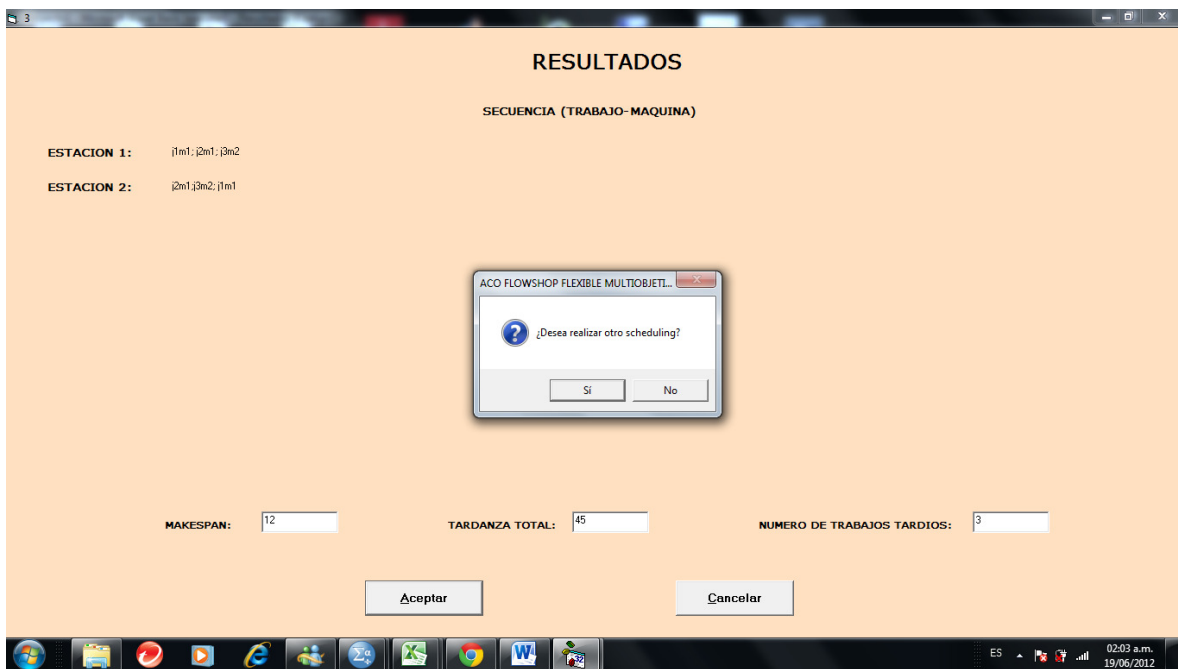 3
RESULTADOS
SECUENCIA (TRABAJO-MAQUINA)
ESTACION 1: j1m1; j2m1; j3m2
ESTACION 2: j2m1;j3m2; j1m1
ACO FLOWSHOP FLEXIBLE MULTIOBJETI...
¿Desea realizar otro scheduling?
Sí No
MAKESPAN: 12 TARDANZA TOTAL: 45 NUMERO DE TRABAJOS TARDIOS: 3
Aceptar Cancelar
ES 02:03 a.m.
19/06/2012